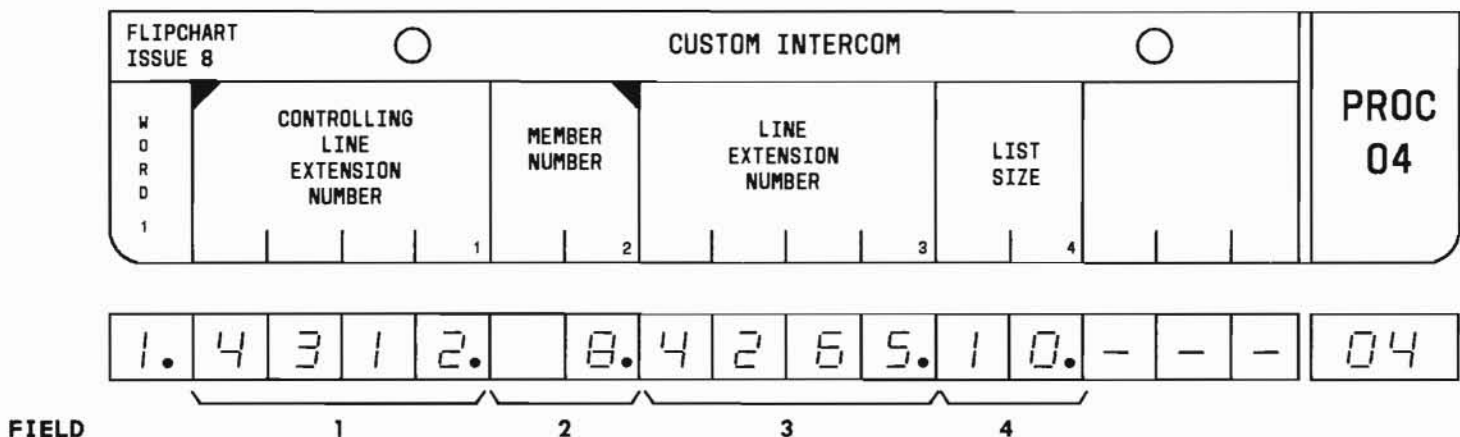 FLIPCHART
ISSUE 8
CUSTOM INTERCOM
PROC
04
WORD 1
CONTROLLING
LINE
EXTENSION
NUMBER
1
MEMBER
NUMBER
2
LINE
EXTENSION
NUMBER
3
LIST
SIZE
4
1. 4 3 1 2. 8. 4 2 6 5. 1 0. - - - 04
FIELD 1 2 3 4